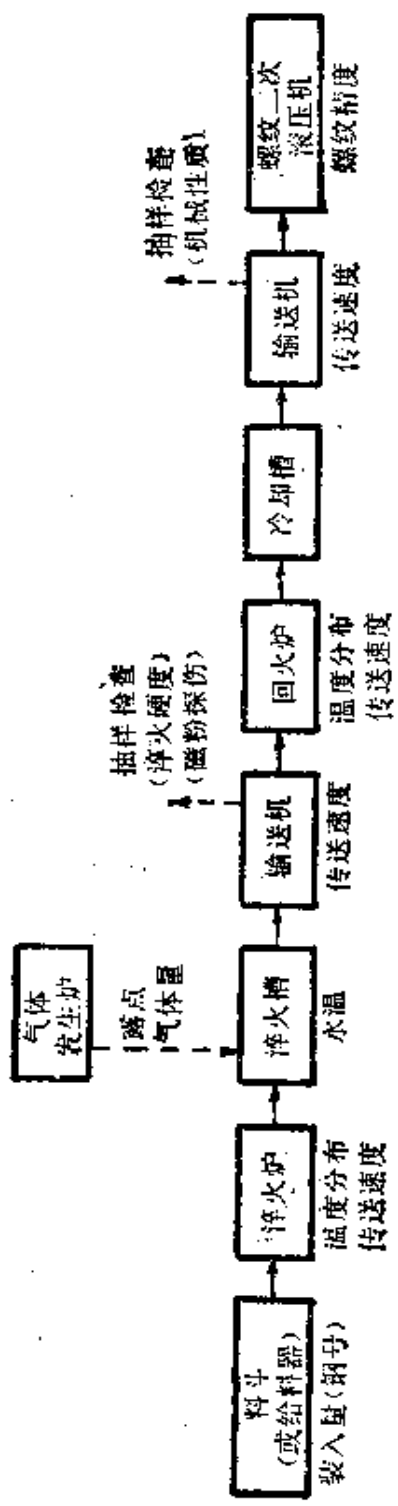 料斗
(或给料器)
装入量(钢号)
淬火炉
温度分布
传送速度
气体
发生炉
露点
气体量
淬火槽
水温
输送机
传送速度
抽样检查
(淬火硬度)
(磁粉探伤)
回火炉
温度分布
传送速度
冷却槽
输送机
传送速度
抽样检查
(机械性质)
螺纹二次
滚压机
螺纹精度